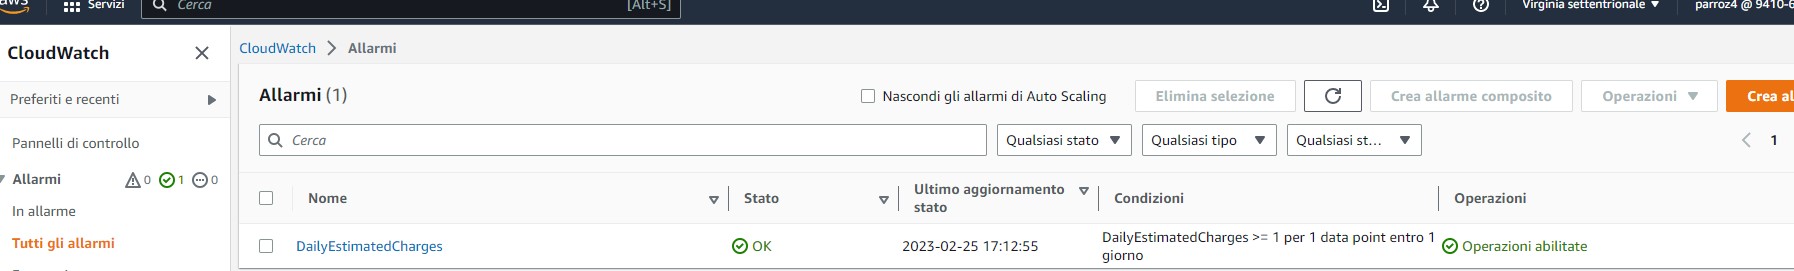 aws
Servizi
Cerca
[Alt+S]
Virginia settentrionale
parroz4 @ 9410-6
CloudWatch
Preferiti e recenti
Pannelli di controllo
Allarmi
0
1
0
In allarme
Tutti gli allarmi
CloudWatch
Allarmi
Allarmi (1)
Nascondi gli allarmi di Auto Scaling
Elimina selezione
Crea allarme composito
Operazioni
Crea al
Cerca
Qualsiasi stato
Qualsiasi tipo
Qualsiasi st...
1
Nome
Stato
Ultimo aggiornamento
stato
Condizioni
Operazioni
DailyEstimatedCharges
OK
2023-02-25 17:12:55
DailyEstimatedCharges >= 1 per 1 data point entro 1
giorno
Operazioni abilitate